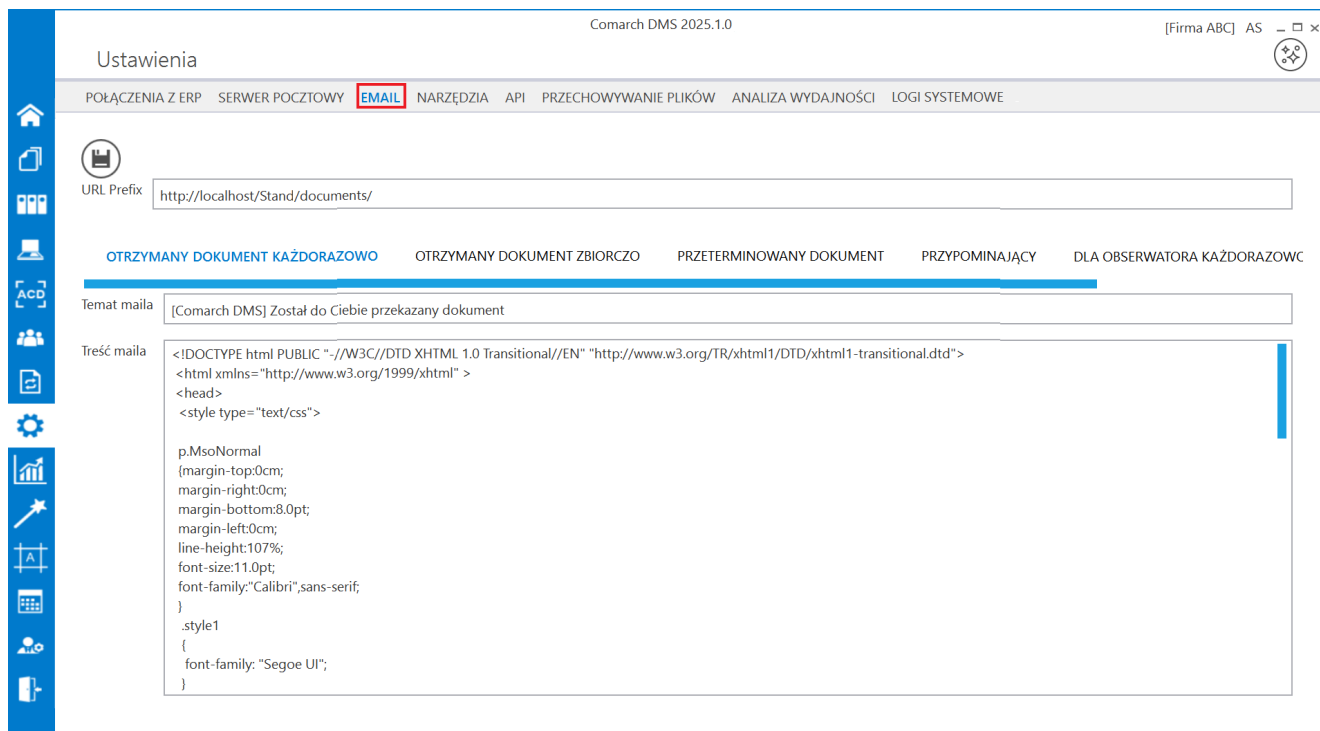 Comarch DMS 2025.1.0
[Firma ABC] AS
Ustawienia
POŁĄCZENIA Z ERP SERWER POCZTOWY EMAIL NARZĘDZIA API PRZECHOWYWANIE PLIKÓW ANALIZA WYDAJNOŚCI LOGI SYSTEMOWE
URL Prefix http://localhost/Stand/documents/
OTRZYMANY DOKUMENT KAŻDORAZOWO OTRZYMANY DOKUMENT ZBIORCZO PRZETERMINOWANY DOKUMENT PRZYPOMINAJĄCY DLA OBSERWATORA KAŻDORAZOWO
ACD
Temat maila [Comarch DMS] Został do Ciebie przekazany dokument
Treść maila <!DOCTYPE html PUBLIC "-//W3C//DTD XHTML 1.0 Transitional//EN" "http://www.w3.org/TR/xhtml1/DTD/xhtml1-transitional.dtd">
<html xmlns="http://www.w3.org/1999/xhtml" >
<head>
<style type="text/css">
p.MsoNormal
{margin-top:0cm;
margin-right:0cm;
margin-bottom:8.0pt;
margin-left:0cm;
line-height:107%;
font-size:11.0pt;
font-family:"Calibri",sans-serif;
}
.style1
{
font-family: "Segoe UI";
}
A